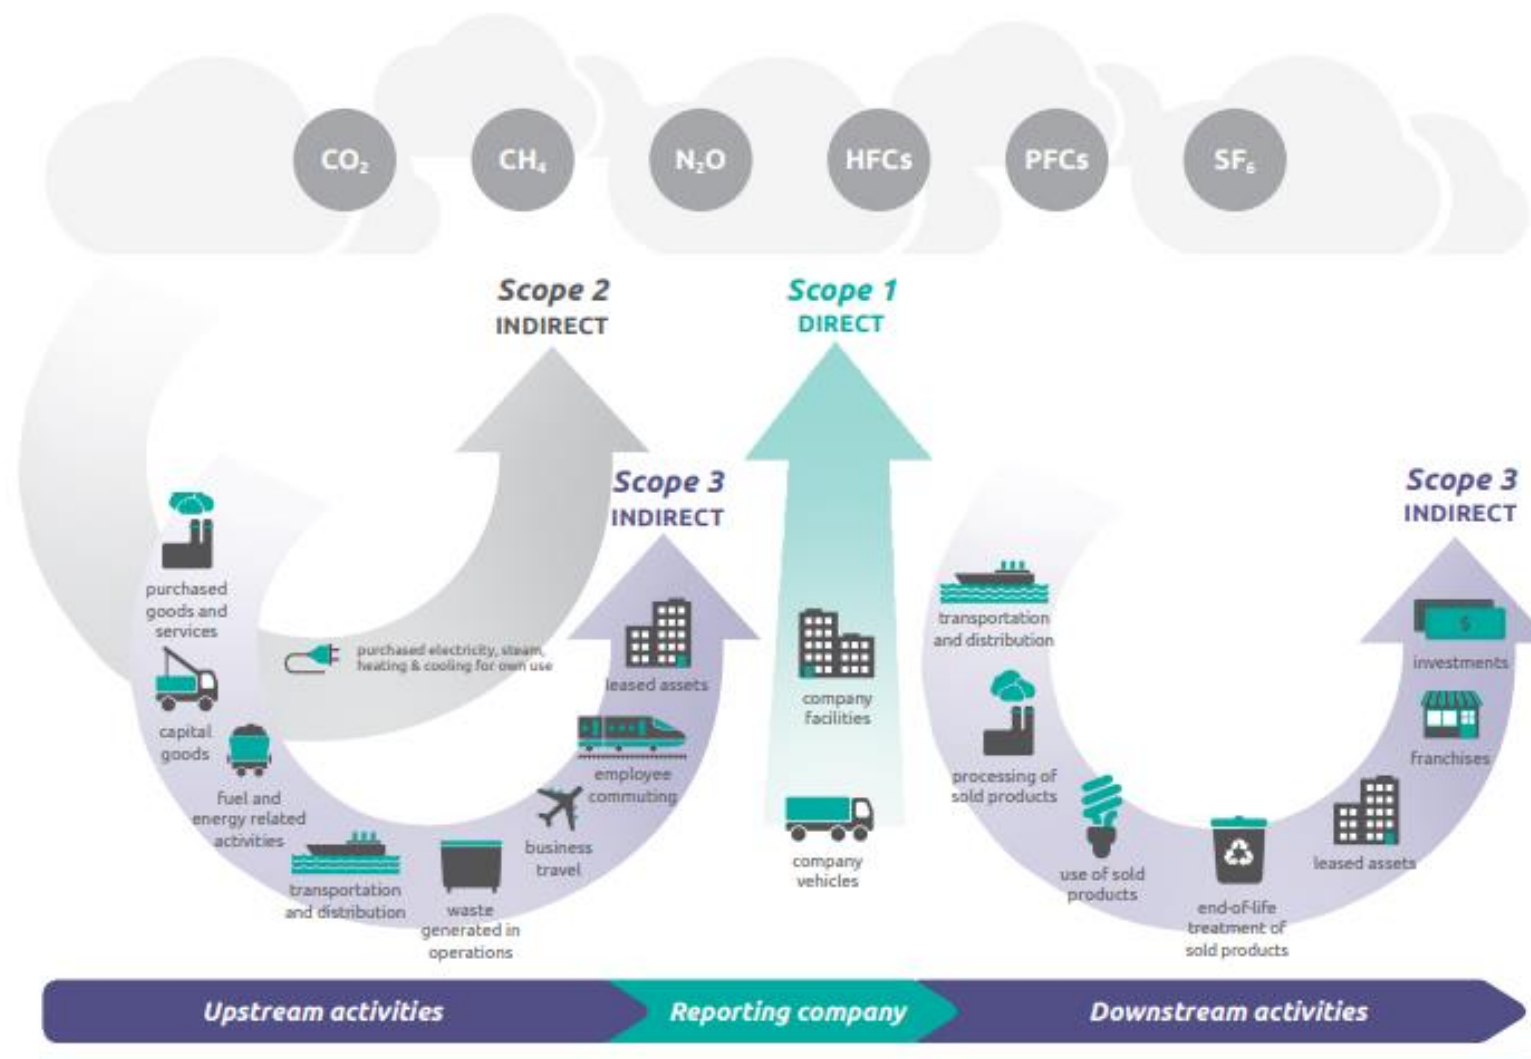 CO₂
CH₄
N₂O
HFCs
PFCs
SF₆
Scope 2
INDIRECT
Scope 1
DIRECT
Scope 3
INDIRECT
Scope 3
INDIRECT
purchased
goods and
services
capital
goods
fuel and
energy related
activities
purchased electricity, steam,
heating & cooling for own use
transportation
and distribution
waste
generated in
operations
business
travel
employee
commuting
leased assets
company
facilities
company
vehicles
transportation
and distribution
processing of
sold products
use of sold
products
end-of-life
treatment of
sold products
leased assets
franchises
$
investments
Upstream activities
Reporting company
Downstream activities